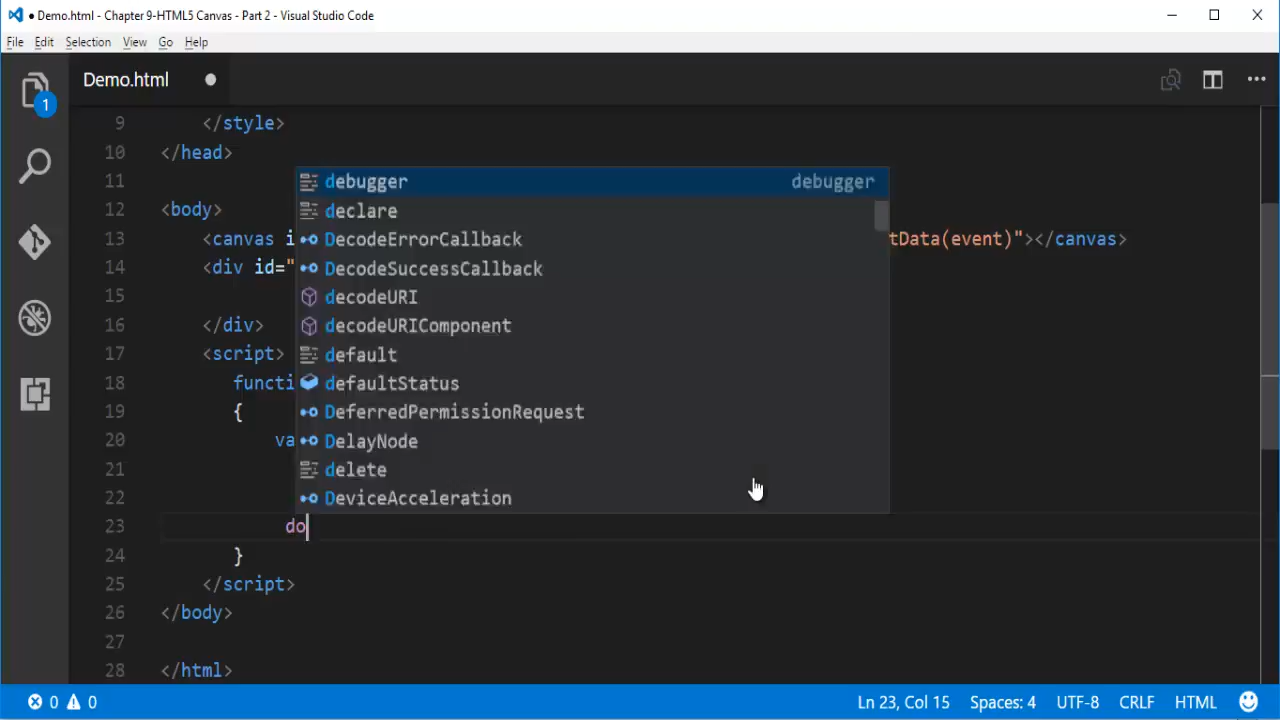 ● Demo.html - Chapter 9-HTML5 Canvas - Part 2 - Visual Studio Code
File Edit Selection View Go Help
1
Demo.html
9 </style>
10 </head>
11
12 <body>
13 <canvas i tData(event)"></canvas>
14 <div id="
15
16 </div>
17 <script>
18 functi
19 {
20 va
21
22
23 do
24 }
25 </script>
26 </body>
27
28 </html>
debugger debugger
declare
DecodeErrorCallback
DecodeSuccessCallback
decodeURI
decodeURIComponent
default
defaultStatus
DeferredPermissionRequest
DelayNode
delete
DeviceAcceleration
0 0 Ln 23, Col 15 Spaces: 4 UTF-8 CRLF HTML